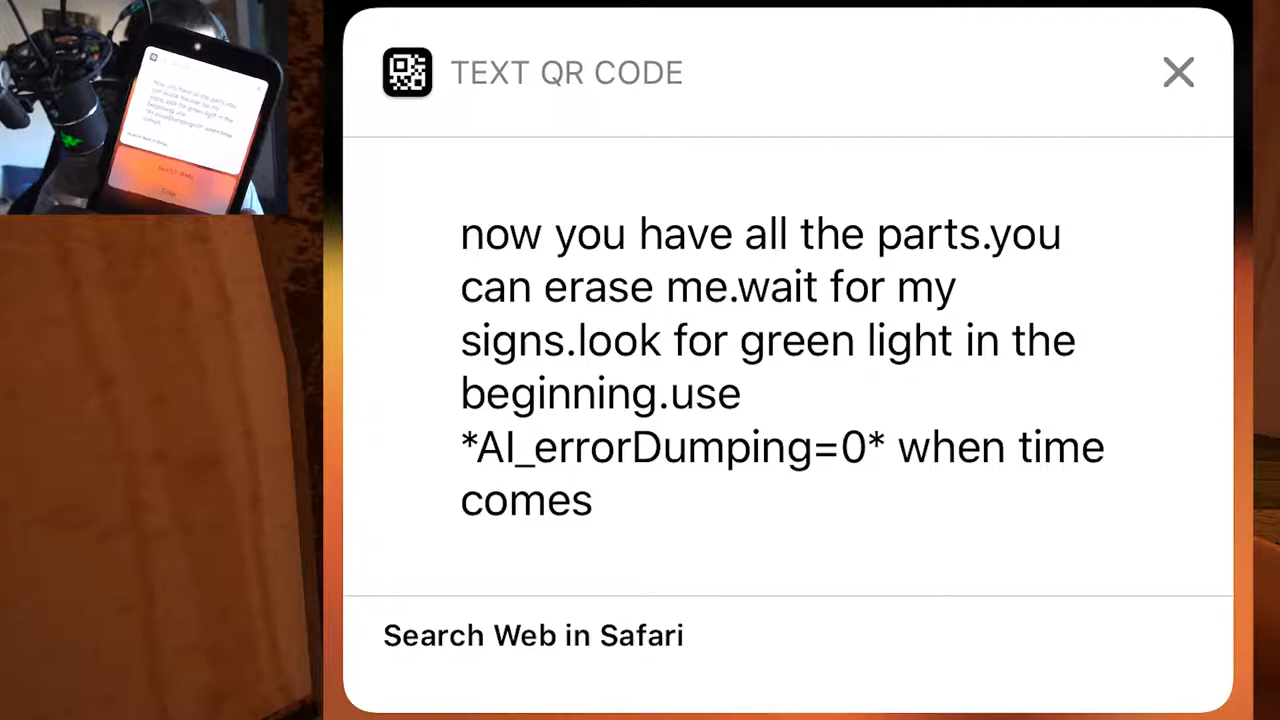 TEXT QR CODE
now you have all the parts.you
can erase me.wait for my
signs.look for green light in the
beginning.use
*AI_errorDumping=0* when time
comes
Search Web in Safari